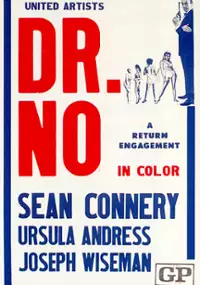 UNITED ARTISTS
DR.
NO
A
RETURN
ENGAGEMENT
IN COLOR
SEAN CONNERY
URSULA ANDRESS
JOSEPH WISEMAN
GP